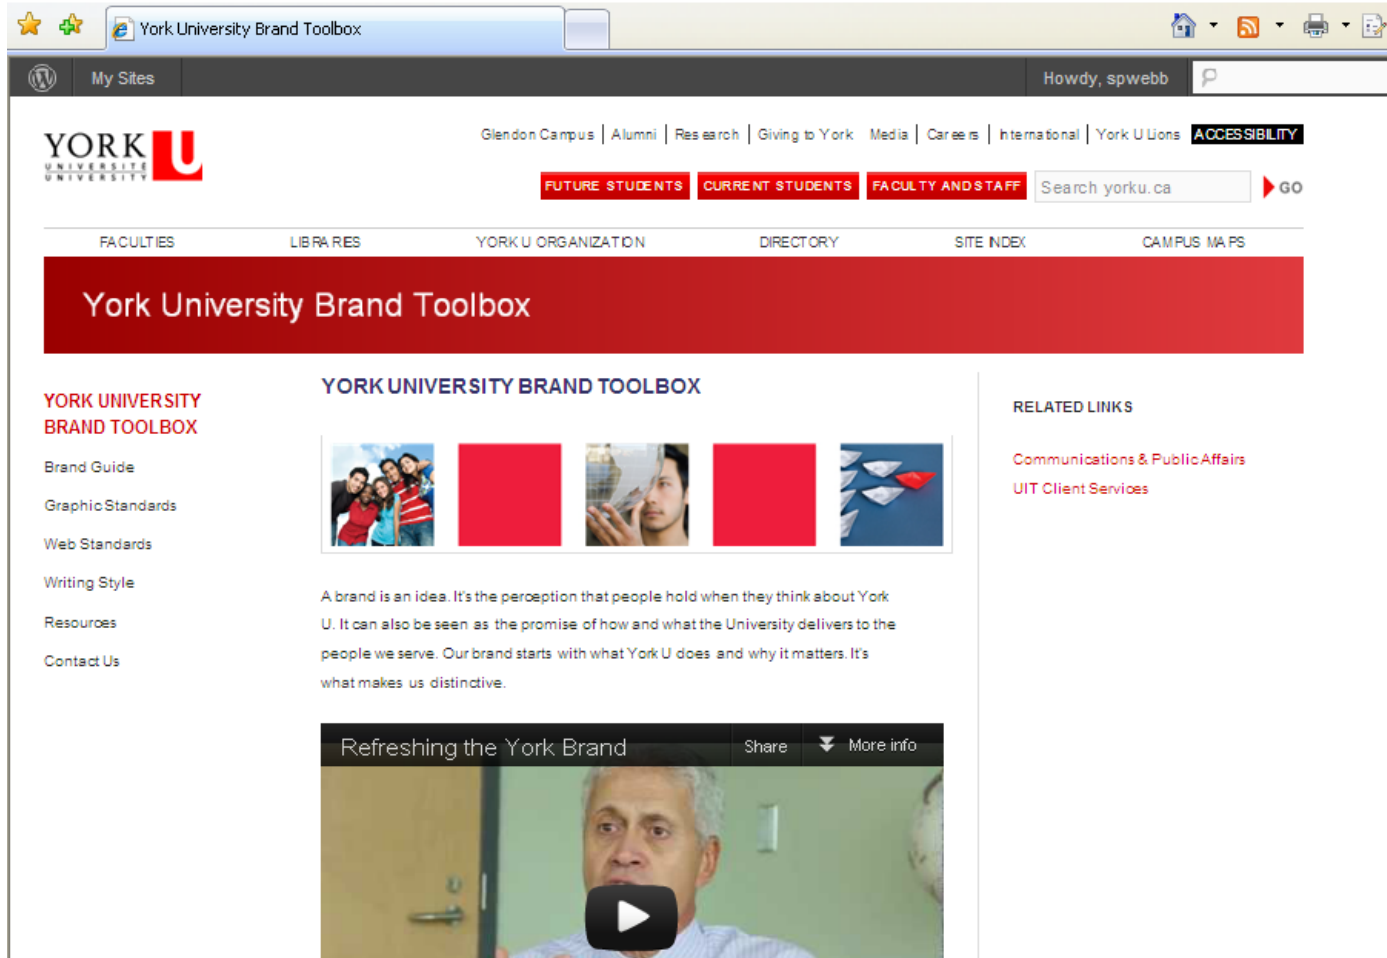 York University Brand Toolbox
My Sites
Howdy, spwebb
YORK U
UNIVERSITÉ
UNIVERSITY
Glendon Campus | Alumni | Research | Giving to York Media | Careers | International | York U Lions ACCESSIBILITY
FUTURE STUDENTS CURRENT STUDENTS FACULTY AND STAFF Search yorku.ca GO
FACULTIES LIBRARIES YORK U ORGANIZATION DIRECTORY SITE INDEX CAMPUS MAPS
York University Brand Toolbox
YORK UNIVERSITY
BRAND TOOLBOX
Brand Guide
Graphic Standards
Web Standards
Writing Style
Resources
Contact Us
YORK UNIVERSITY BRAND TOOLBOX
A brand is an idea. It's the perception that people hold when they think about York
U. It can also be seen as the promise of how and what the University delivers to the
people we serve. Our brand starts with what York U does and why it matters. It's
what makes us distinctive.
Refreshing the York Brand Share More info
RELATED LINKS
Communications & Public Affairs
UIT Client Services